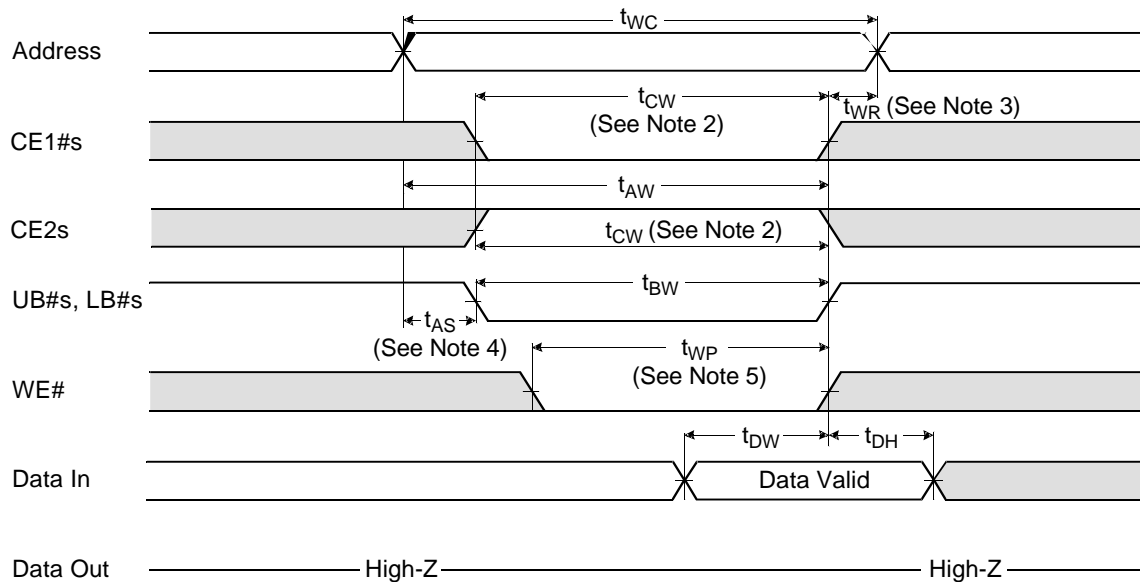 tWC
Address
tCW
(See Note 2)
tWR (See Note 3)
CE1#s
tAW
CE2s
tCW (See Note 2)
UB#s, LB#s
tBW
tAS
(See Note 4)
tWP
(See Note 5)
WE#
tDW
tDH
Data In
Data Valid
Data Out
High-Z
High-Z